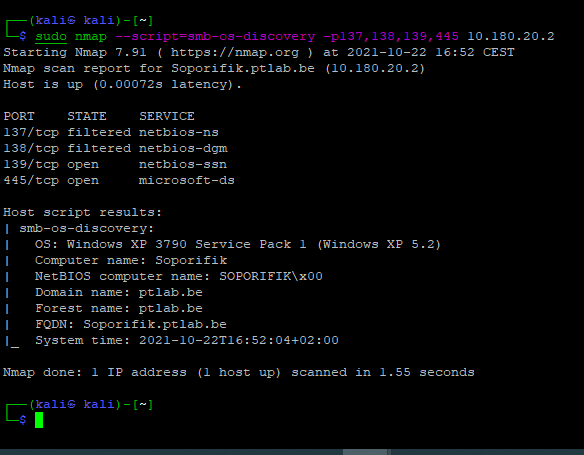 ┌──(kali㉿ kali)-[~]
└─$ sudo nmap --script=smb-os-discovery -p137,138,139,445 10.180.20.2
Starting Nmap 7.91 ( https://nmap.org ) at 2021-10-22 16:52 CEST
Nmap scan report for Soporifik.ptlab.be (10.180.20.2)
Host is up (0.00072s latency).

PORT    STATE    SERVICE
137/tcp filtered netbios-ns
138/tcp filtered netbios-dgm
139/tcp open     netbios-ssn
445/tcp open     microsoft-ds

Host script results:
| smb-os-discovery:
|   OS: Windows XP 3790 Service Pack 1 (Windows XP 5.2)
|   Computer name: Soporifik
|   NetBIOS computer name: SOPORIFIK\x00
|   Domain name: ptlab.be
|   Forest name: ptlab.be
|   FQDN: Soporifik.ptlab.be
|_  System time: 2021-10-22T16:52:04+02:00

Nmap done: 1 IP address (1 host up) scanned in 1.55 seconds

┌──(kali㉿ kali)-[~]
└─$